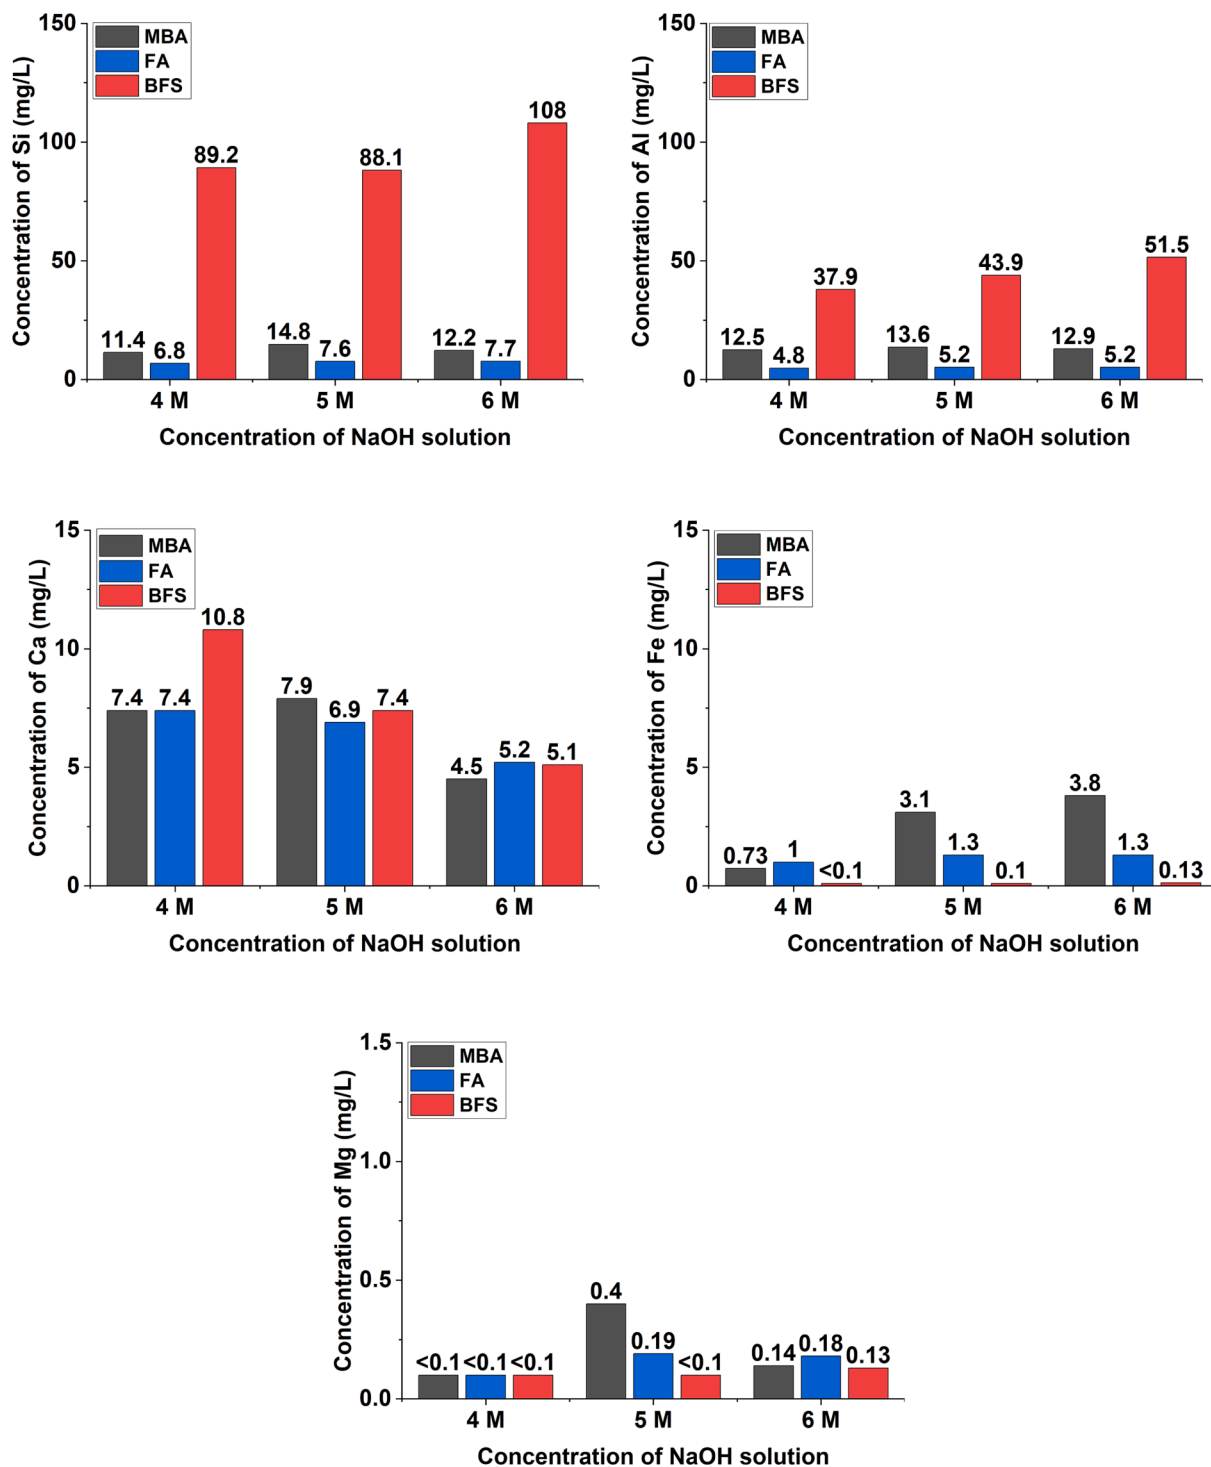 Concentration of Si (mg/L)
150
100
50
0
MBA
FA
BFS
11.4
6.8
89.2
14.8
7.6
88.1
12.2
7.7
108
4 M
5 M
6 M
Concentration of NaOH solution
Concentration of Al (mg/L)
150
100
50
0
MBA
FA
BFS
12.5
4.8
37.9
13.6
5.2
43.9
12.9
5.2
51.5
4 M
5 M
6 M
Concentration of NaOH solution
Concentration of Ca (mg/L)
15
10
5
0
MBA
FA
BFS
7.4
7.4
10.8
7.9
6.9
7.4
4.5
5.2
5.1
4 M
5 M
6 M
Concentration of NaOH solution
Concentration of Fe (mg/L)
15
10
5
0
MBA
FA
BFS
0.73
1
<0.1
3.1
1.3
0.1
3.8
1.3
0.13
4 M
5 M
6 M
Concentration of NaOH solution
Concentration of Mg (mg/L)
1.5
1.0
0.5
0.0
MBA
FA
BFS
<0.1
<0.1
<0.1
0.4
0.19
<0.1
0.14
0.18
0.13
4 M
5 M
6 M
Concentration of NaOH solution